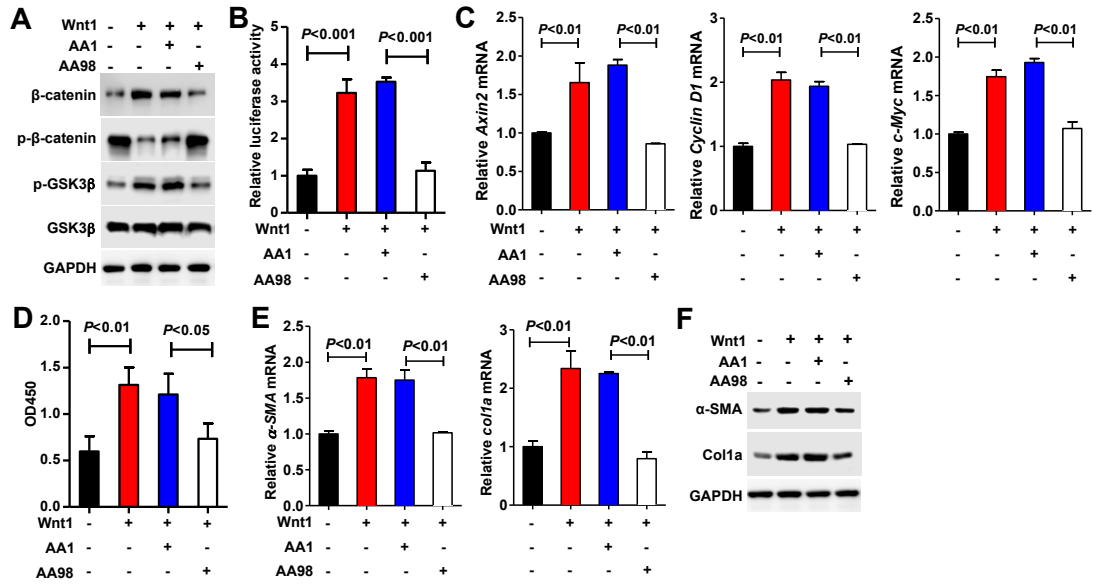 A
Wnt1 - + + +
AA1 - - + -
AA98 - - - +
β-catenin
p-β-catenin
p-GSK3β
GSK3β
GAPDH
B
P<0.001 P<0.001
Relative luciferase activity
5
4
3
2
1
0
Wnt1 - + + +
AA1 - - + -
AA98 - - - +
C
P<0.01 P<0.01
Relative Axin2 mRNA
2.5
2.0
1.5
1.0
0.5
0.0
Wnt1 - + + +
AA1 - - + -
AA98 - - - +
P<0.01 P<0.01
Relative Cyclin D1 mRNA
3
2
1
0
- + + +
- - + -
- - - +
P<0.01 P<0.01
Relative c-Myc mRNA
2.5
2.0
1.5
1.0
0.5
0.0
- + + +
- - + -
- - - +
D
P<0.01 P<0.05
OD450
2.0
1.5
1.0
0.5
0.0
Wnt1 - + + +
AA1 - - + -
AA98 - - - +
E
P<0.01 P<0.01
Relative α-SMA mRNA
2.5
2.0
1.5
1.0
0.5
0.0
Wnt1 - + + +
AA1 - - + -
AA98 - - - +
P<0.01 P<0.01
Relative col1a mRNA
3
2
1
0
- + + +
- - + -
- - - +
F
Wnt1 - + + +
AA1 - - + -
AA98 - - - +
α-SMA
Col1a
GAPDH